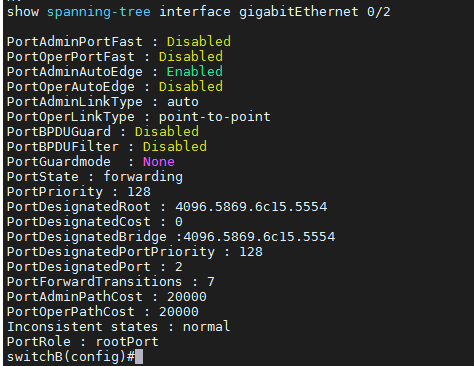 show spanning-tree interface gigabitEthernet 0/2
PortAdminPortFast : Disabled
PortOperPortFast : Disabled
PortAdminAutoEdge : Enabled
PortOperAutoEdge : Disabled
PortAdminLinkType : auto
PortOperLinkType : point-to-point
PortBPDUGuard : Disabled
PortBPDUFilter : Disabled
PortGuardmode  : None
PortState : forwarding
PortPriority : 128
PortDesignatedRoot : 4096.5869.6c15.5554
PortDesignatedCost : 0
PortDesignatedBridge :4096.5869.6c15.5554
PortDesignatedPortPriority : 128
PortDesignatedPort : 2
PortForwardTransitions : 7
PortAdminPathCost : 20000
PortOperPathCost : 20000
Inconsistent states : normal
PortRole : rootPort
switchB(config)#